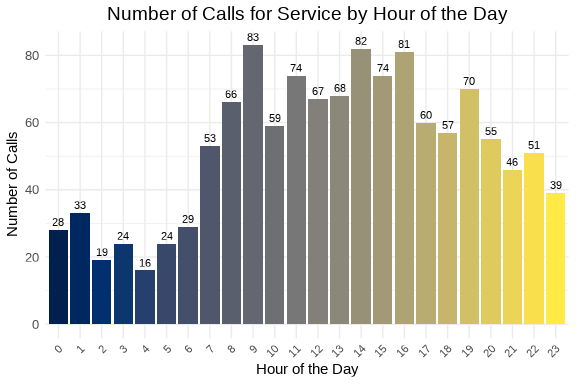 Number of Calls for Service by Hour of the Day
Number of Calls
80
60
40
20
0
28 33 19 24 16 24 29 53 66 83 59 74 67 68 82 74 81 60 57 70 55 46 51 39
0 1 2 3 4 5 6 7 8 9 10 11 12 13 14 15 16 17 18 19 20 21 22 23
Hour of the Day